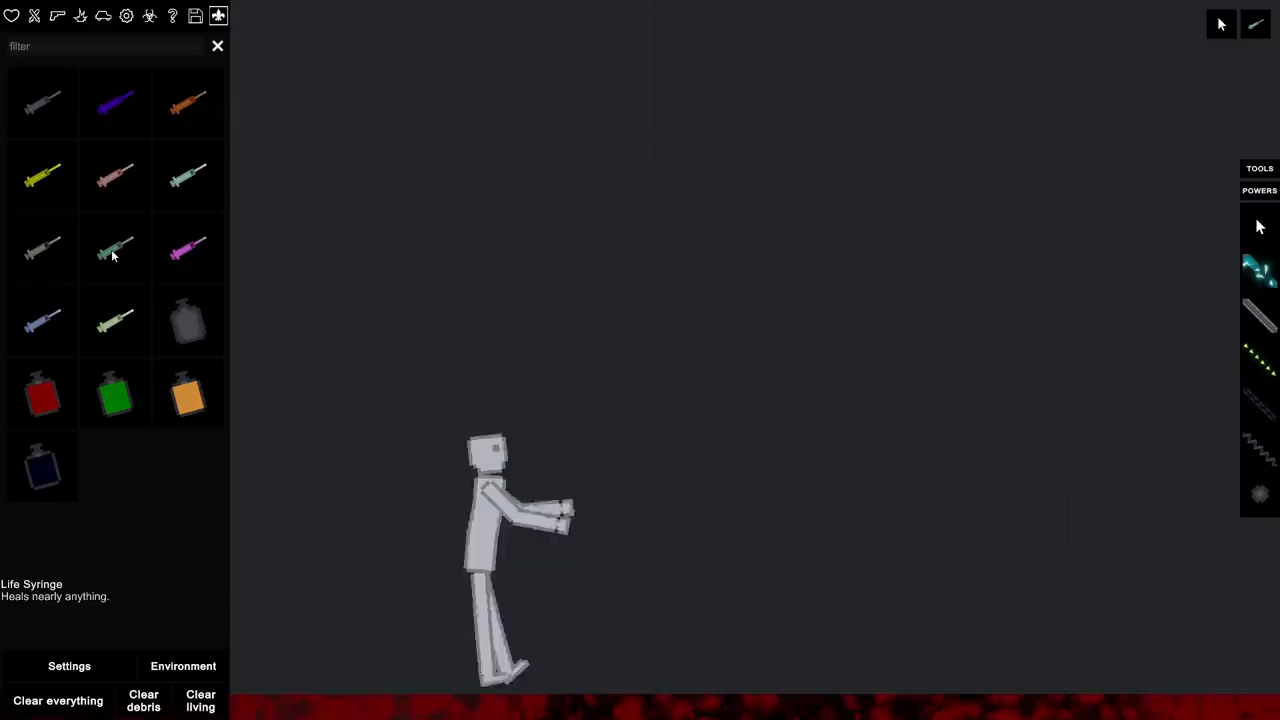 filter
TOOLS
POWERS
Life Syringe
Heals nearly anything.
Settings
Environment
Clear everything
Clear
debris
Clear
living